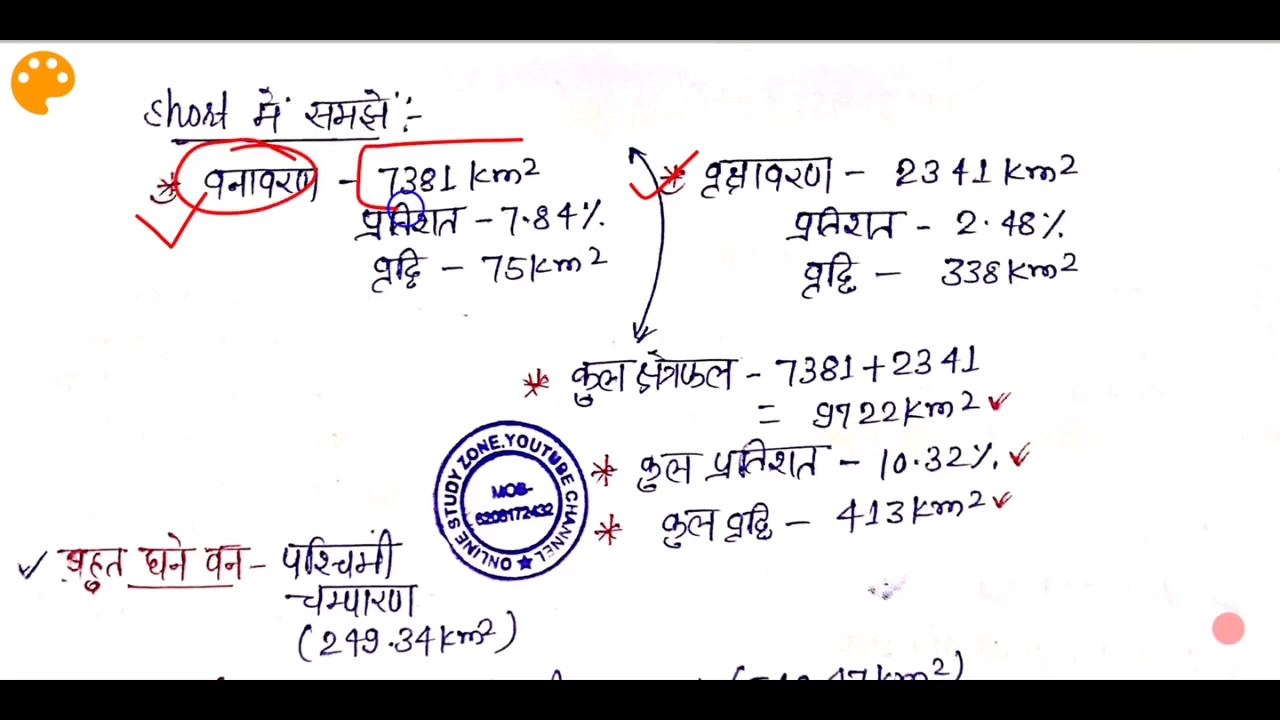 Short में समझे :-
* वनावरण - 7381 km²
प्रतिशत - 7.84%
वृद्धि - 75 km²
* वृक्षावरण - 2341 km²
प्रतिशत - 2.48%
वृद्धि - 338 km²
* कुल क्षेत्रफल - 7381 + 2341
= 9722 km²
* कुल प्रतिशत - 10.32%
* कुल वृद्धि - 413 km²
ONLINE STUDY ZONE.YOUTUBE CHANNEL
MOB-
6206172432
बहुत घने वन - पश्चिमी
चम्पारण
(249.34 km²)